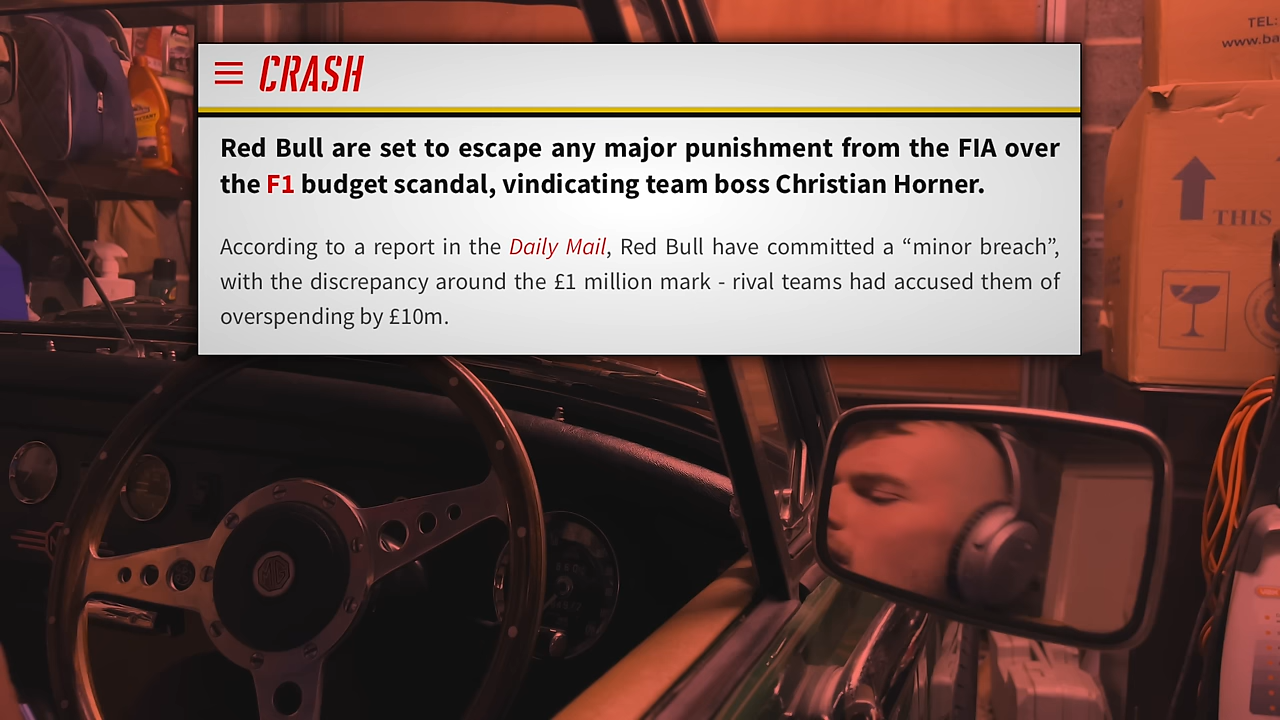 TEL:
www.ba
CRASH
Red Bull are set to escape any major punishment from the FIA over
the F1 budget scandal, vindicating team boss Christian Horner.
According to a report in the Daily Mail, Red Bull have committed a “minor breach”,
with the discrepancy around the £1 million mark - rival teams had accused them of
overspending by £10m.
THIS
MG